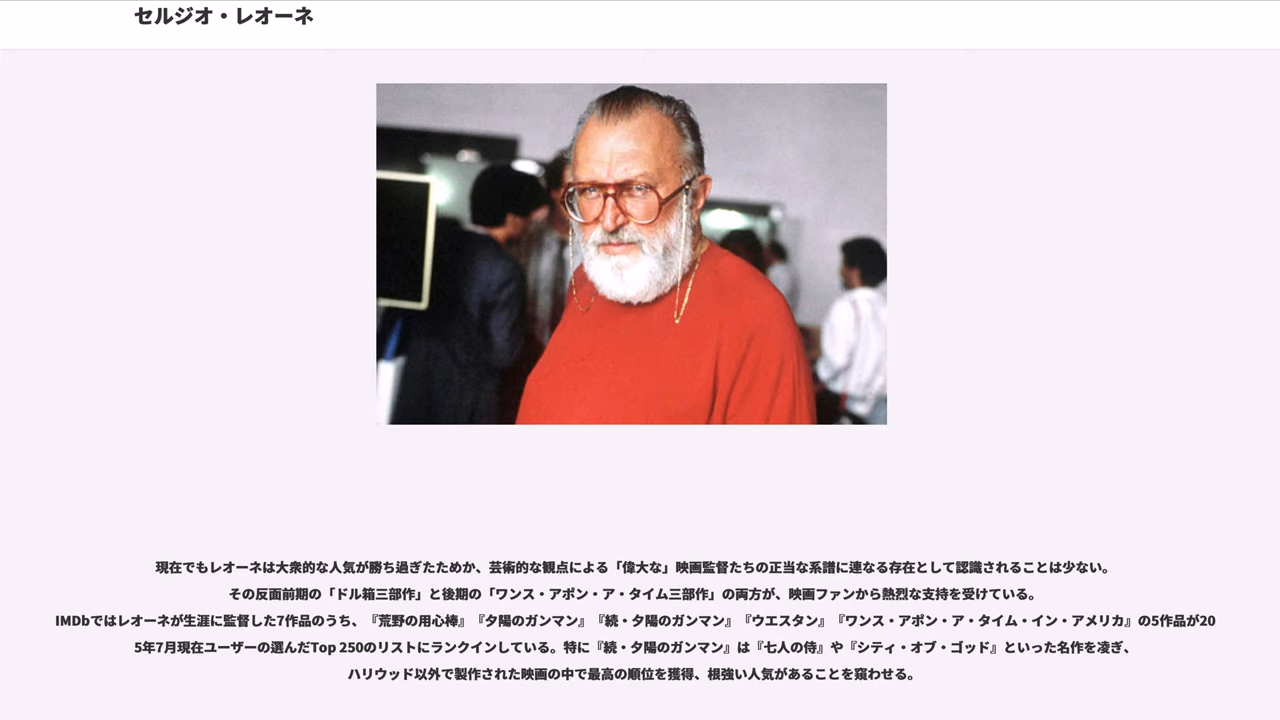 セルジオ・レオーネ
現在でもレオーネは大衆的な人気が勝ち過ぎたためか、芸術的な観点による「偉大な」映画監督たちの正当な系譜に連なる存在として認識されることは少ない。
その反面前期の「ドル箱三部作」と後期の「ワンス・アポン・ア・タイム三部作」の両方が、映画ファンから熱烈な支持を受けている。
IMDbではレオーネが生涯に監督した7作品のうち、『荒野の用心棒』『夕陽のガンマン』『続・夕陽のガンマン』『ウエスタン』『ワンス・アポン・ア・タイム・イン・アメリカ』の5作品が20
5年7月現在ユーザーの選んだTop 250のリストにランクインしている。特に『続・夕陽のガンマン』は『七人の侍』や『シティ・オブ・ゴッド』といった名作を凌ぎ、
ハリウッド以外で製作された映画の中で最高の順位を獲得、根強い人気があることを窺わせる。